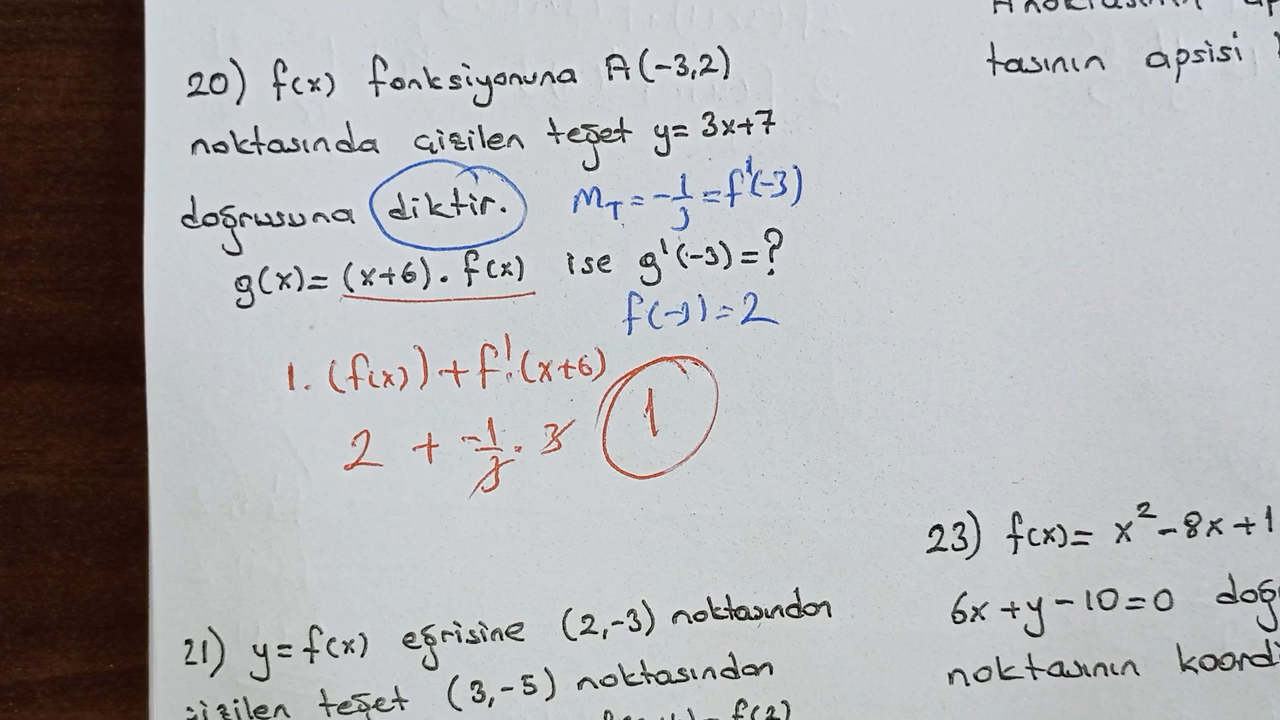 20) f(x) fonksiyonuna A(-3,2)
noktasında çizilen teğet y= 3x+7
doğrusuna diktir. M_T = -1/3 = f'(-3)
g(x)= (x+6). f(x) ise g'(-3)=?
f(-3)=2
1. (f(x)) + f'.(x+6)
2 + -1/3 . 3 1
21) y=f(x) eğrisine (2,-3) noktasından
çizilen teğet (3,-5) noktasından
f(2)
tasının apsisi
23) f(x)= x²-8x+1
6x+y-10=0
noktasının